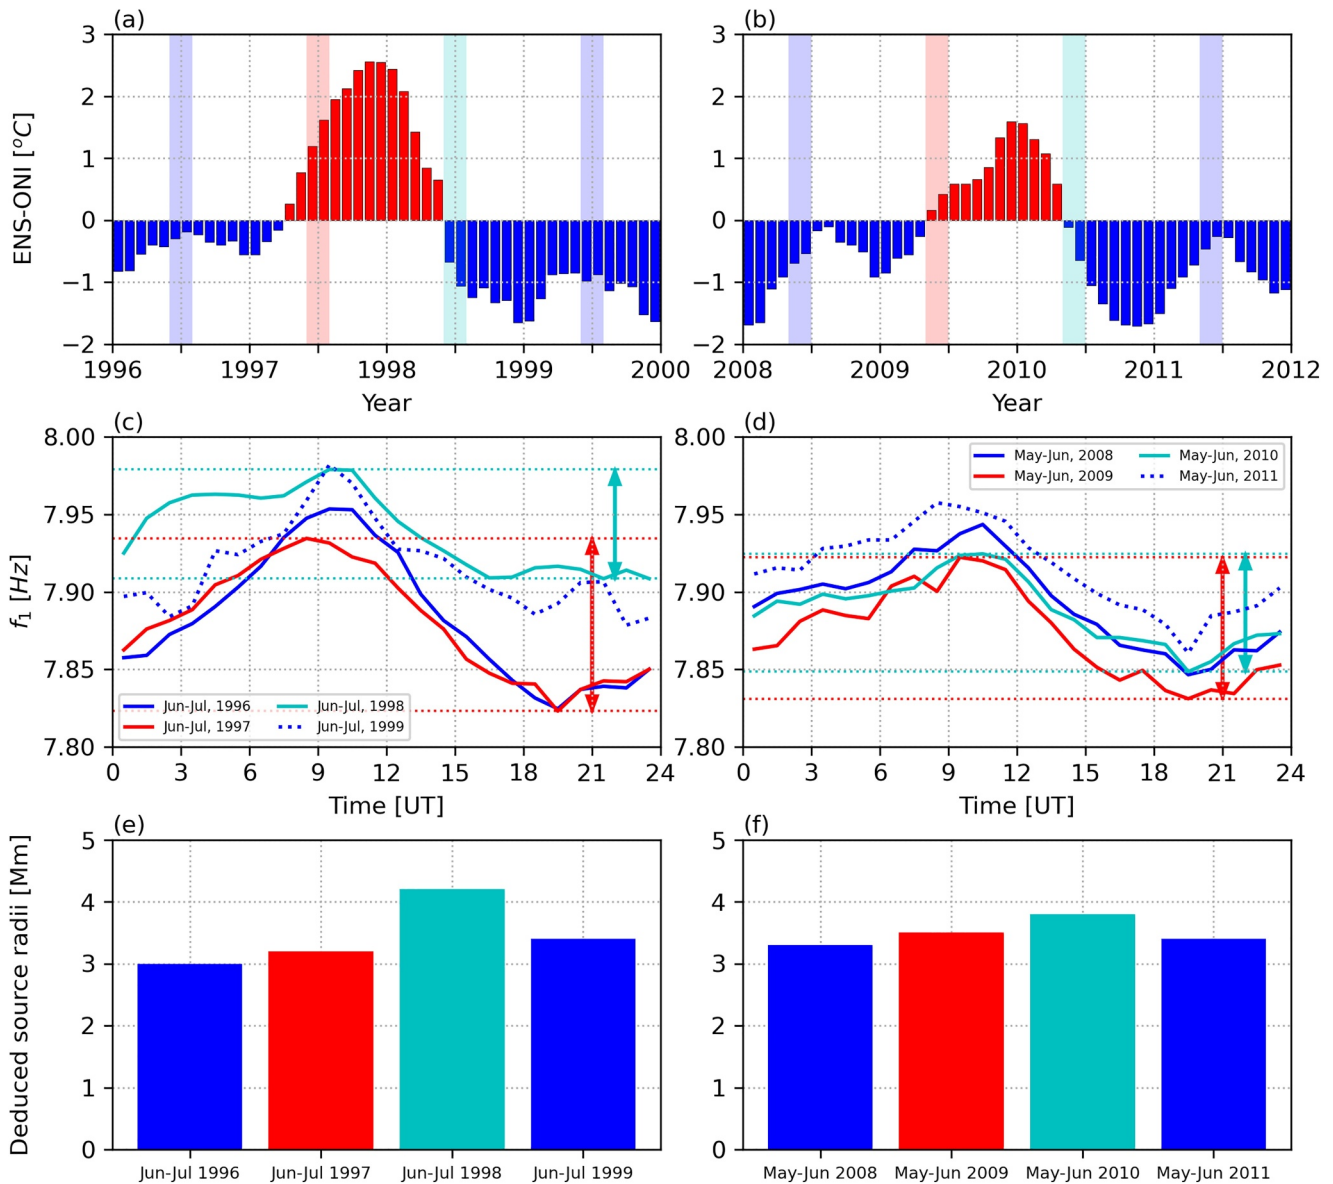 (a)
(b)
ENS-ONI [°C]
3
2
1
0
−1
−2
1996
1997
1998
1999
2000
Year
3
2
1
0
−1
−2
2008
2009
2010
2011
2012
Year
(c)
(d)
f1 [Hz]
8.00
7.95
7.90
7.85
7.80
Jun-Jul, 1996
Jun-Jul, 1997
Jun-Jul, 1998
Jun-Jul, 1999
0 3 6 9 12 15 18 21 24
Time [UT]
8.00
7.95
7.90
7.85
7.80
May-Jun, 2008
May-Jun, 2009
May-Jun, 2010
May-Jun, 2011
0 3 6 9 12 15 18 21 24
Time [UT]
(e)
(f)
Deduced source radii [Mm]
5
4
3
2
1
0
Jun-Jul 1996
Jun-Jul 1997
Jun-Jul 1998
Jun-Jul 1999
5
4
3
2
1
0
May-Jun 2008
May-Jun 2009
May-Jun 2010
May-Jun 2011